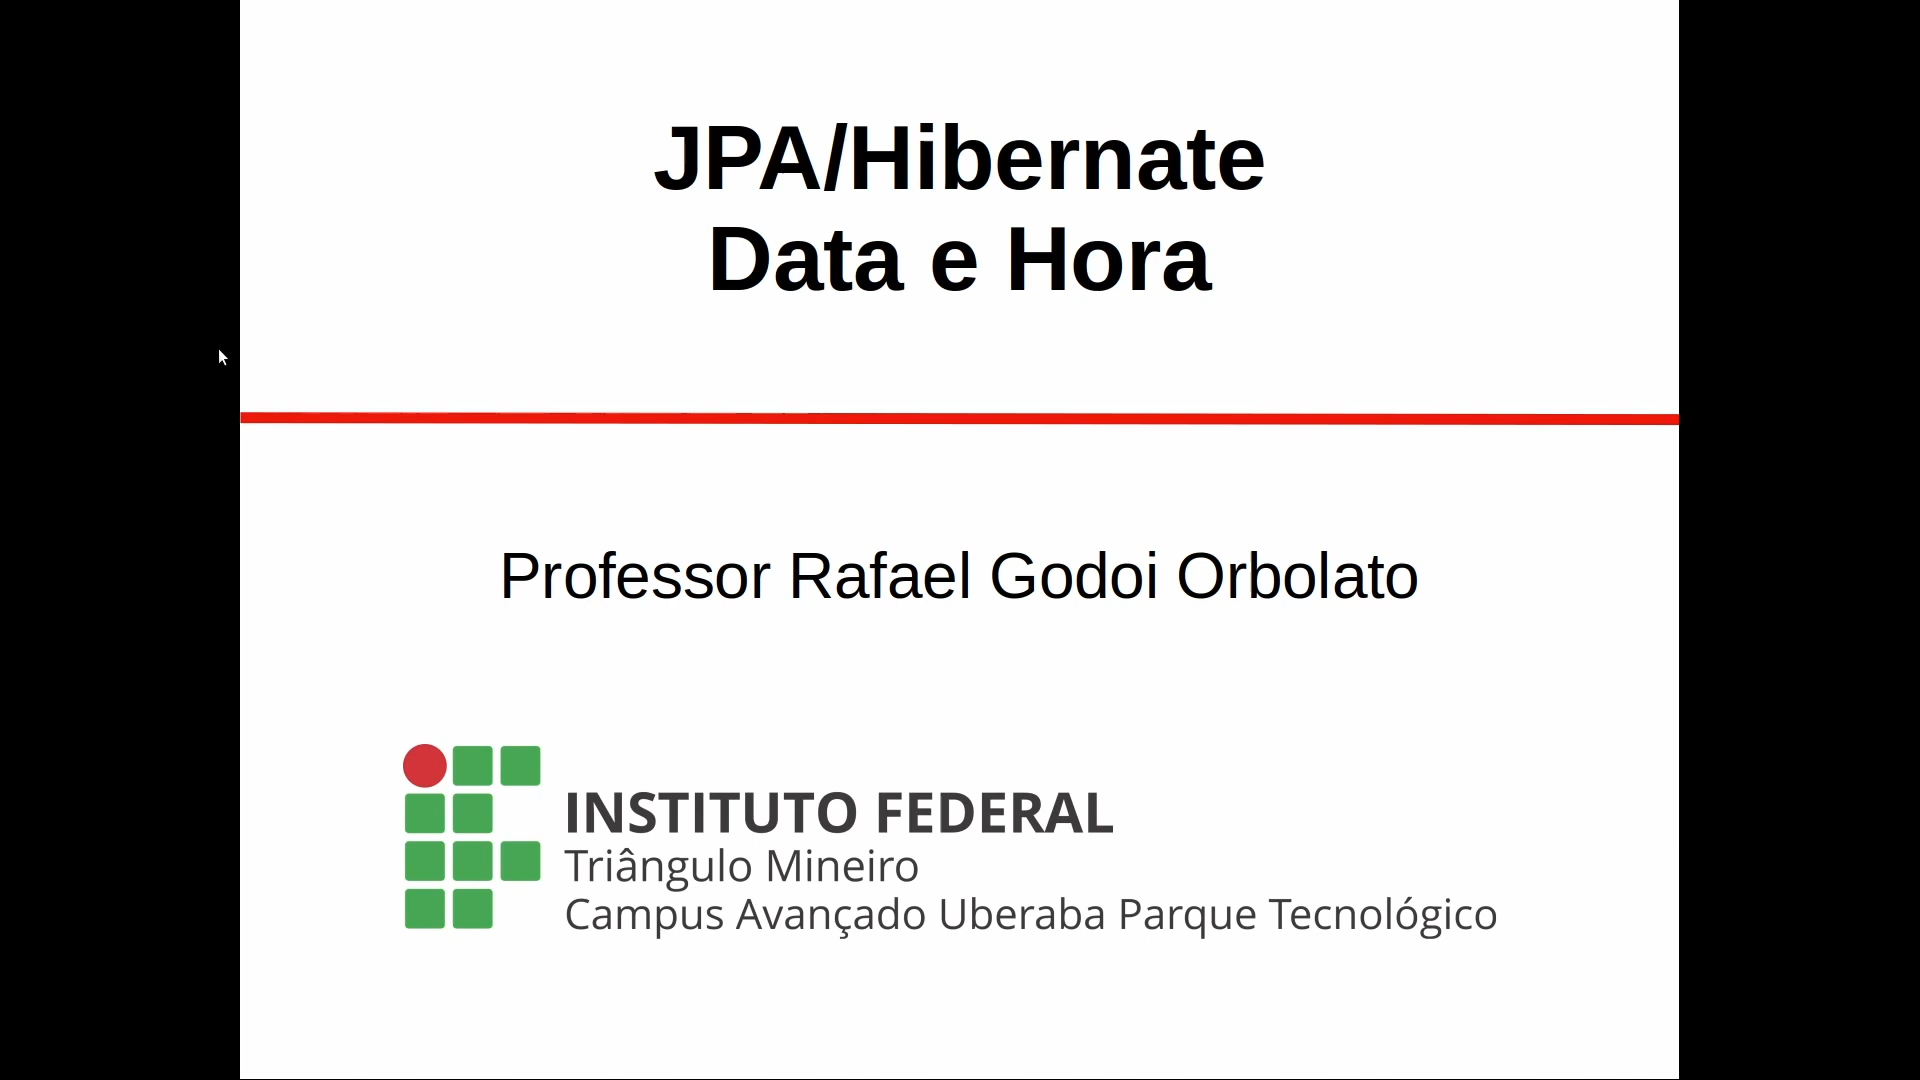 JPA/Hibernate
Data e Hora
Professor Rafael Godoi Orbolato
INSTITUTO FEDERAL
Triângulo Mineiro
Campus Avançado Uberaba Parque Tecnológico